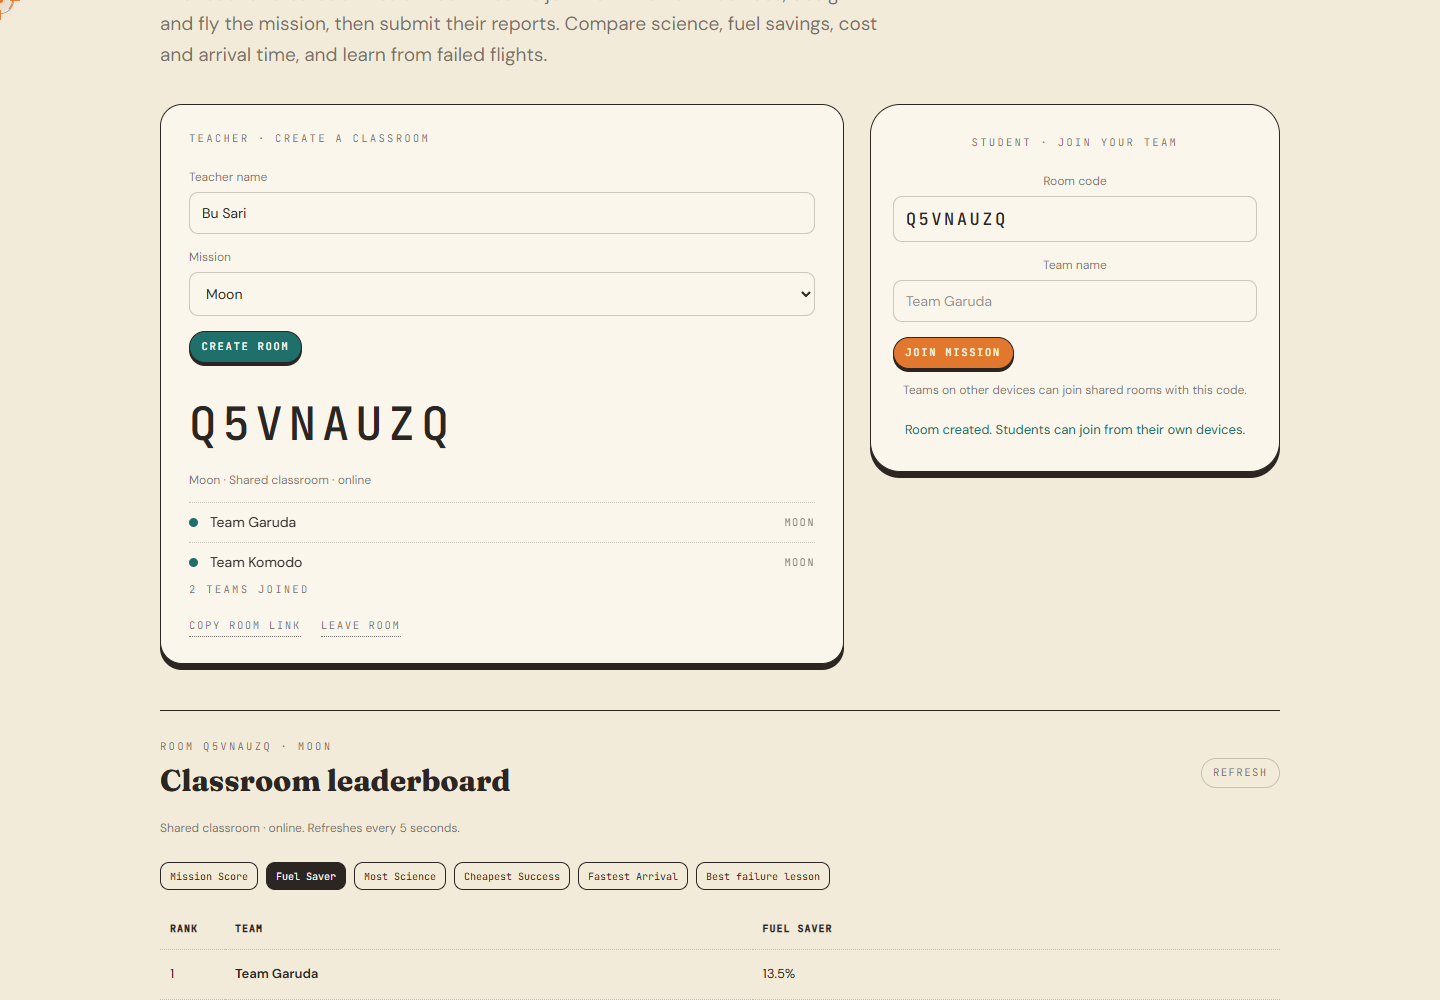 and fly the mission, then submit their reports. Compare science, fuel savings, cost
and arrival time, and learn from failed flights.
TEACHER · CREATE A CLASSROOM
Teacher name
Bu Sari
Mission
Moon
CREATE ROOM
Q5VNAUZQ
Moon · Shared classroom · online
Team Garuda MOON
Team Komodo MOON
2 TEAMS JOINED
COPY ROOM LINK LEAVE ROOM
STUDENT · JOIN YOUR TEAM
Room code
Q5VNAUZQ
Team name
Team Garuda
JOIN MISSION
Teams on other devices can join shared rooms with this code.
Room created. Students can join from their own devices.
ROOM Q5VNAUZQ · MOON
Classroom leaderboard
REFRESH
Shared classroom · online. Refreshes every 5 seconds.
Mission Score Fuel Saver Most Science Cheapest Success Fastest Arrival Best failure lesson
RANK TEAM FUEL SAVER
1 Team Garuda 13.5%